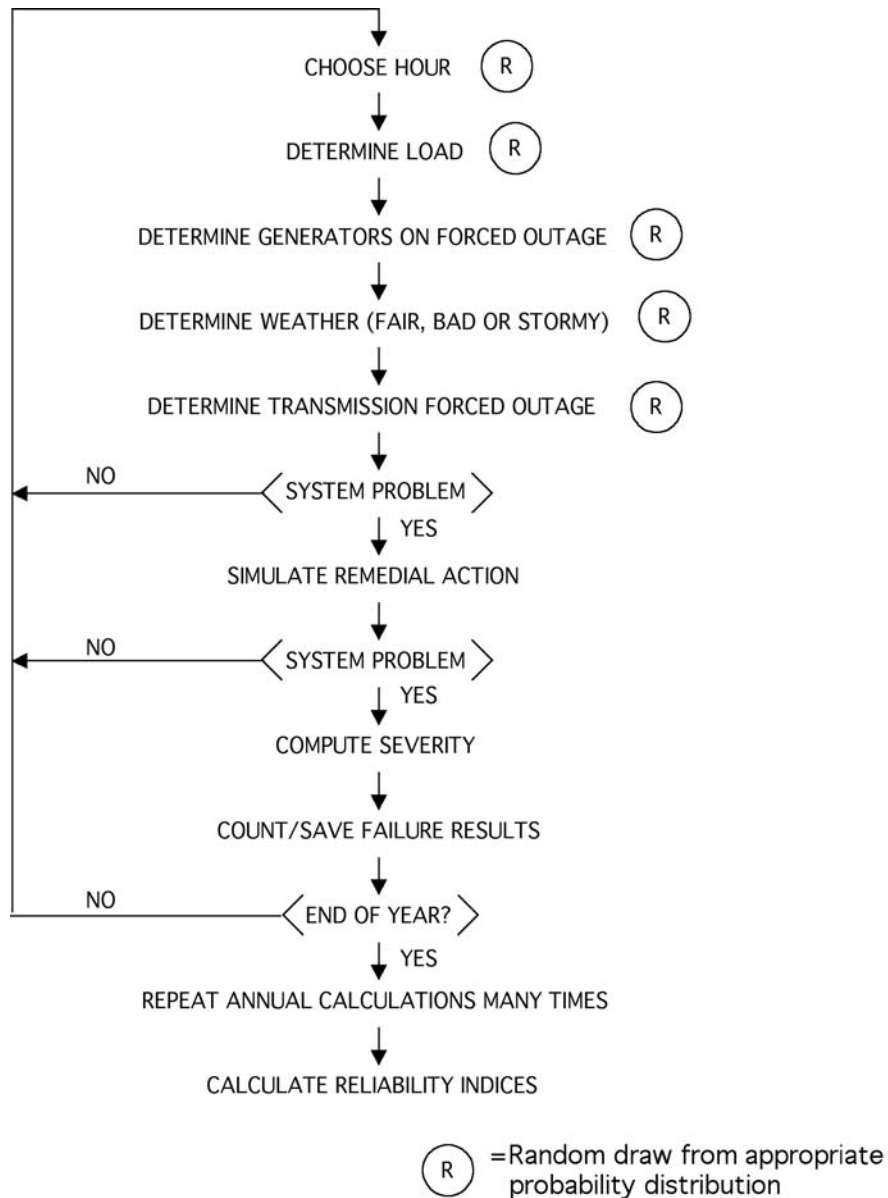 CHOOSE HOUR R
DETERMINE LOAD R
DETERMINE GENERATORS ON FORCED OUTAGE R
DETERMINE WEATHER (FAIR, BAD OR STORMY) R
DETERMINE TRANSMISSION FORCED OUTAGE R
NO
SYSTEM PROBLEM
YES
SIMULATE REMEDIAL ACTION
NO
SYSTEM PROBLEM
YES
COMPUTE SEVERITY
COUNT/SAVE FAILURE RESULTS
NO
END OF YEAR?
YES
REPEAT ANNUAL CALCULATIONS MANY TIMES
CALCULATE RELIABILITY INDICES
R =Random draw from appropriate
probability distribution